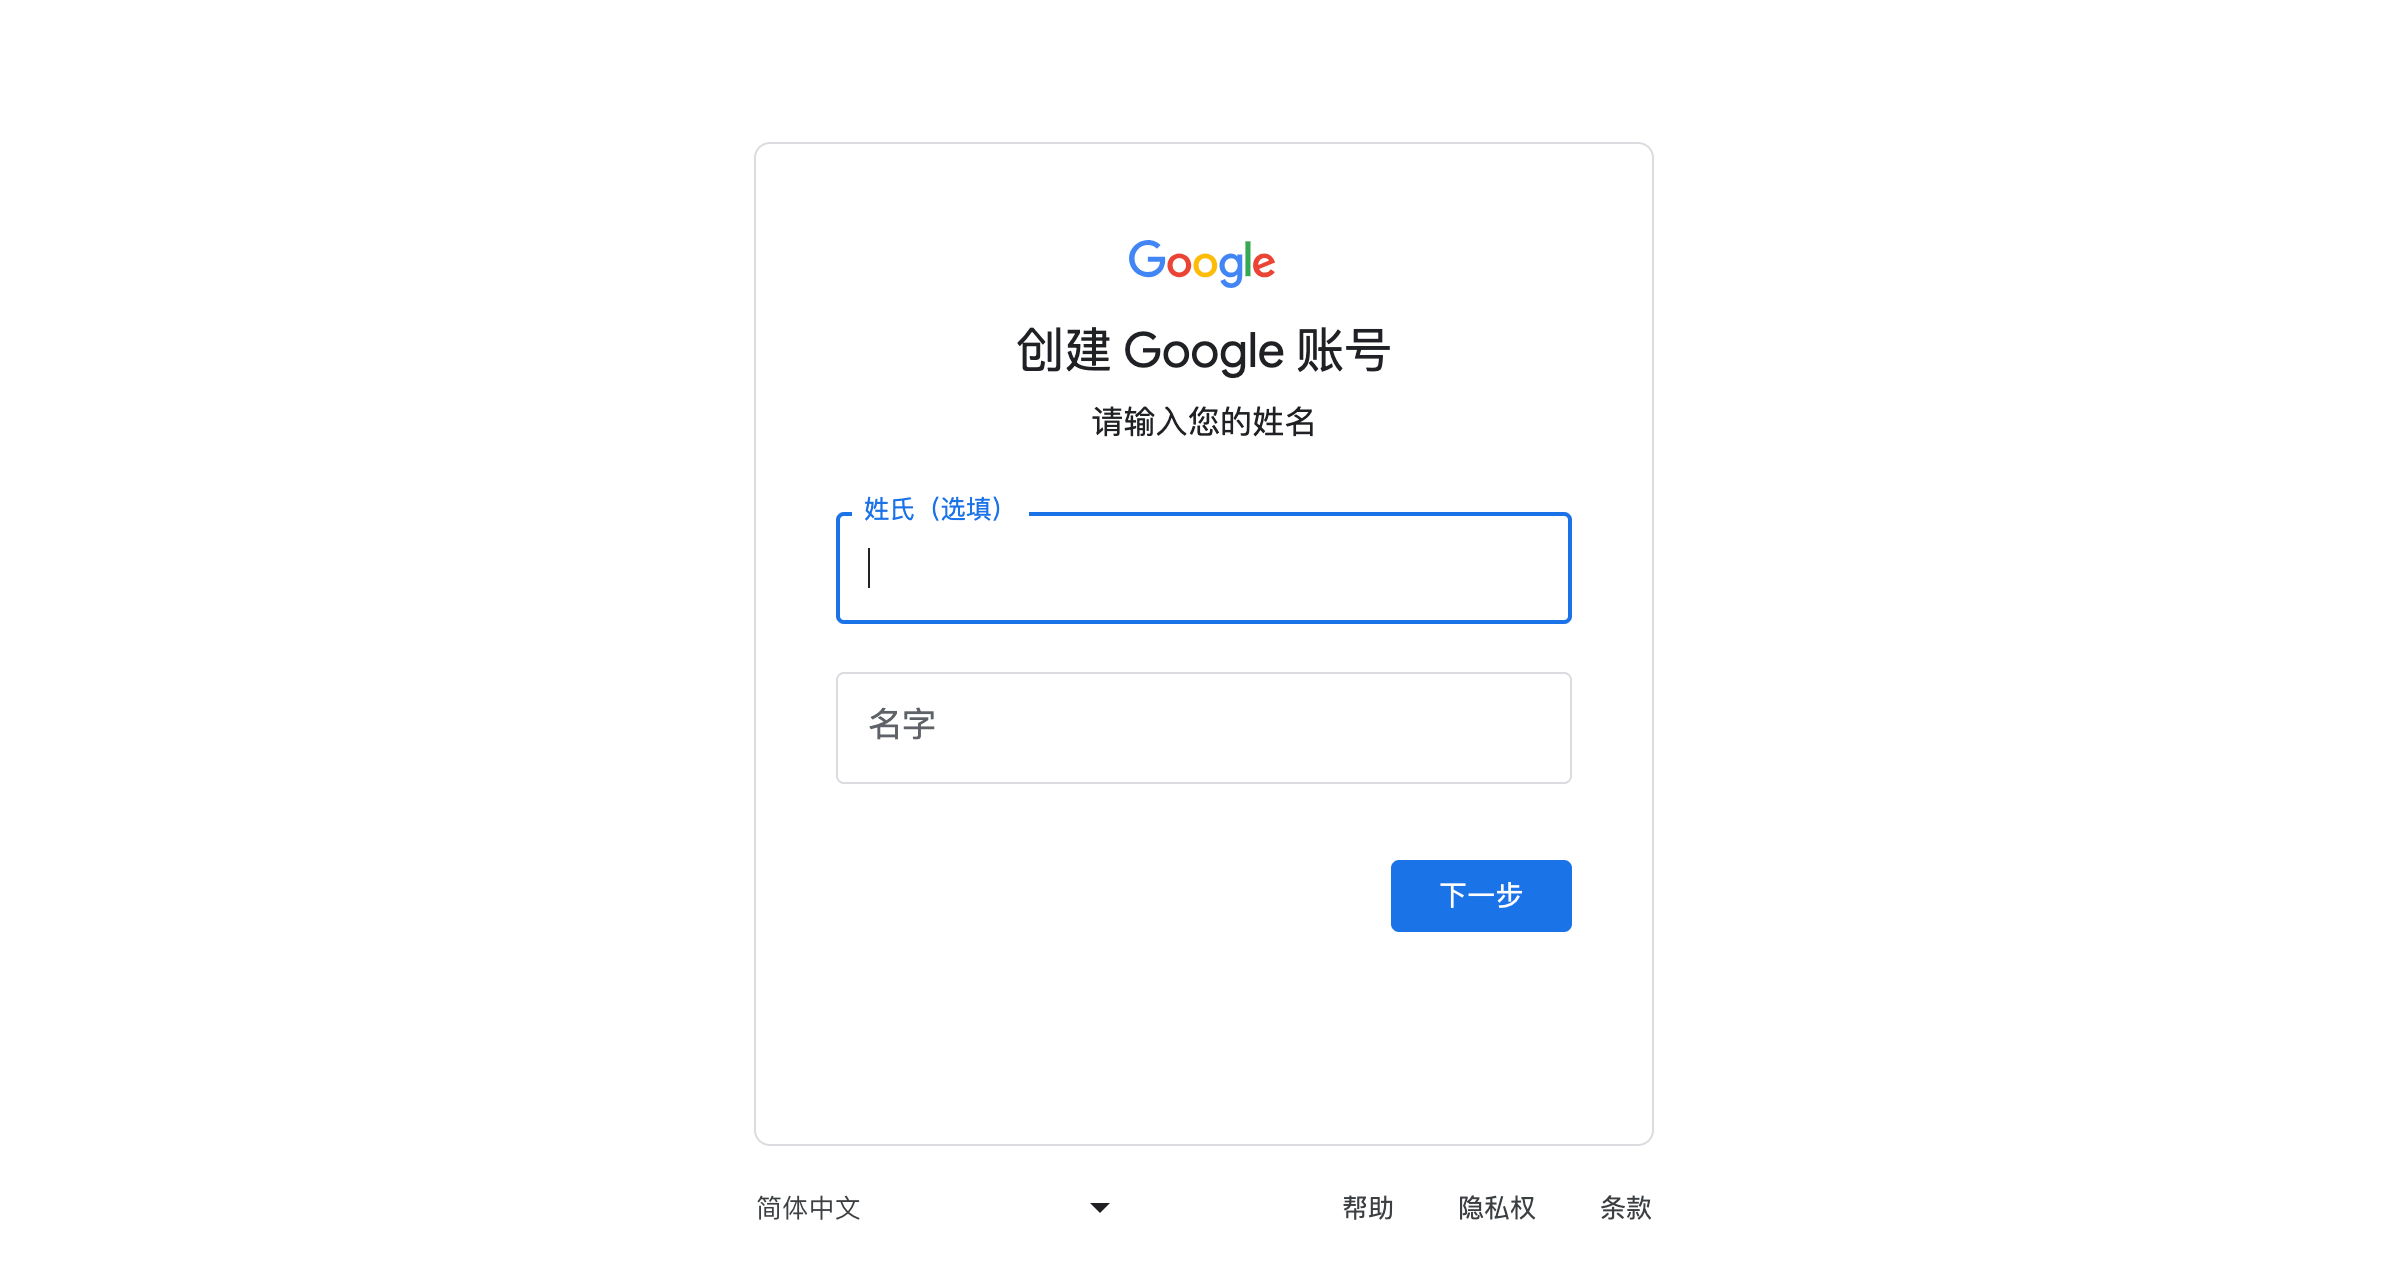 Google
创建 Google 账号
请输入您的姓名
姓氏（选填）
名字
下一步
简体中文 帮助 隐私权 条款